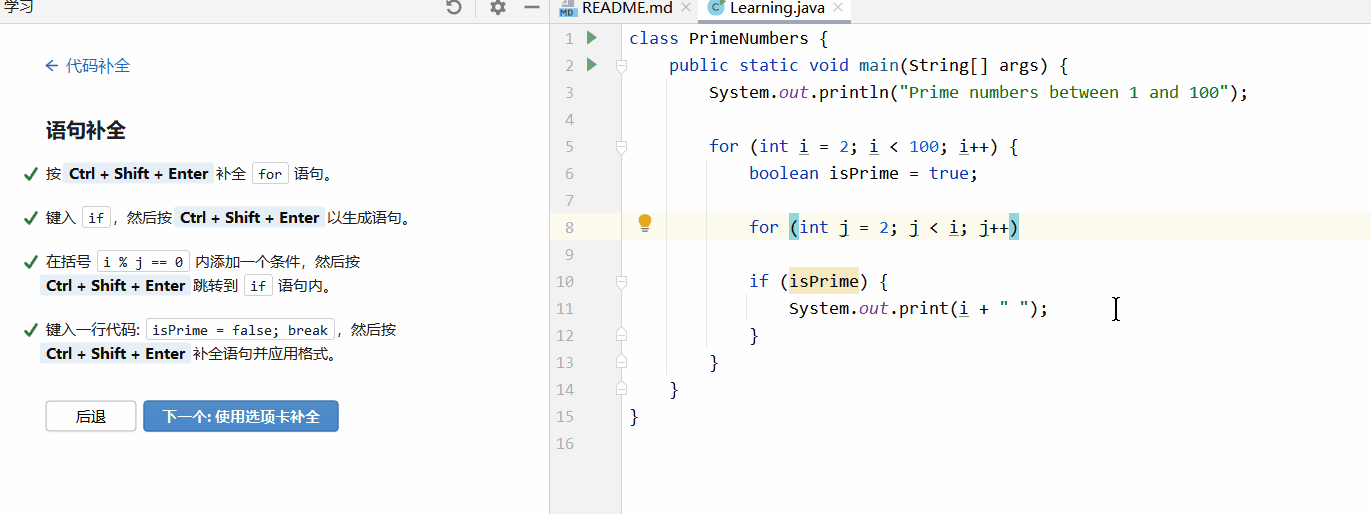 学习
← 代码补全
语句补全
按 Ctrl + Shift + Enter 补全 for 语句。
键入 if ，然后按 Ctrl + Shift + Enter 以生成语句。
在括号 i % j == 0 内添加一个条件，然后按
Ctrl + Shift + Enter 跳转到 if 语句内。
键入一行代码: isPrime = false; break ，然后按
Ctrl + Shift + Enter 补全语句并应用格式。
后退 下一个: 使用选项卡补全
MD README.md × C Learning.java ×
1 class PrimeNumbers {
2 public static void main(String[] args) {
3 System.out.println("Prime numbers between 1 and 100");
4
5 for (int i = 2; i < 100; i++) {
6 boolean isPrime = true;
7
8 for (int j = 2; j < i; j++)
9
10 if (isPrime) {
11 System.out.print(i + " ");
12 }
13 }
14 }
15 }
16